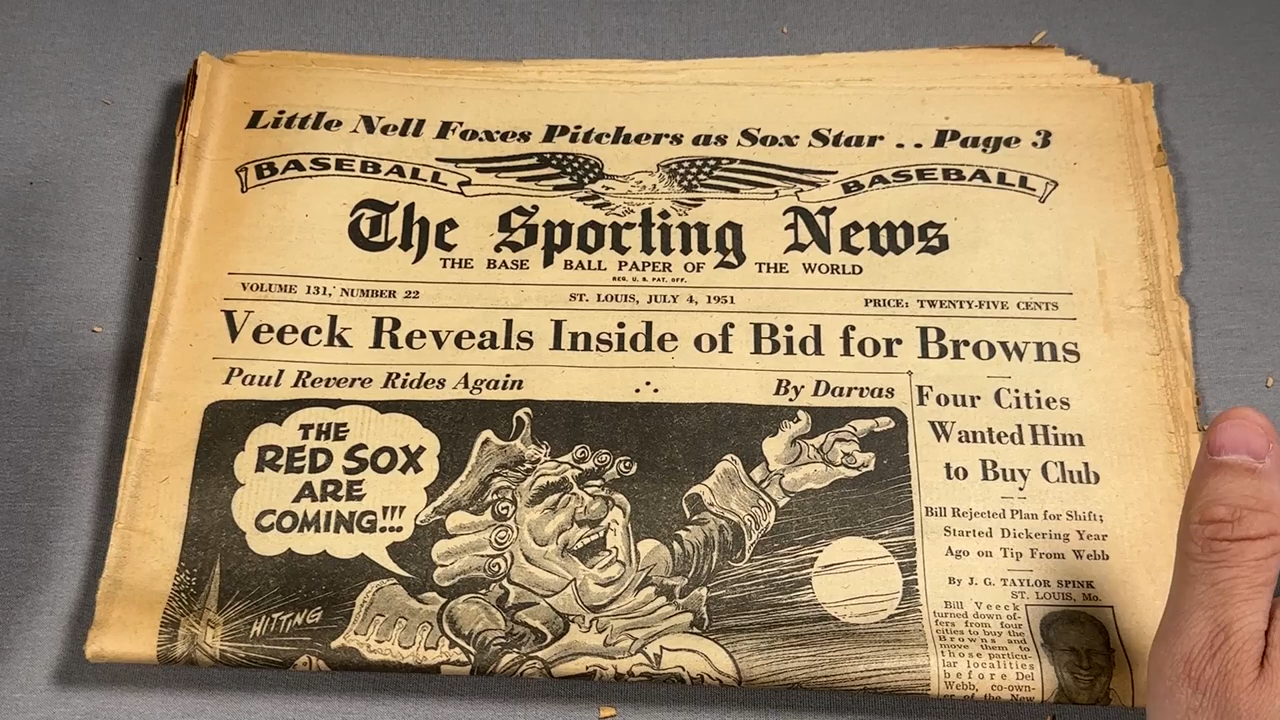 Little Nell Foxes Pitchers as Sox Star . . Page 3
BASEBALL BASEBALL
The Sporting News
THE BASE BALL PAPER OF THE WORLD
REG. U. S. PAT. OFF.
VOLUME 131, NUMBER 22 ST. LOUIS, JULY 4, 1951 PRICE: TWENTY-FIVE CENTS
Veeck Reveals Inside of Bid for Browns
Paul Revere Rides Again ∴ By Darvas
THE
RED SOX
ARE
COMING!!!
HITTING
Four Cities
Wanted Him
to Buy Club
Bill Rejected Plan for Shift;
Started Dickering Year
Ago on Tip From Webb
By J. G. TAYLOR SPINK
ST. LOUIS, Mo.
Bill Veeck
turned down of-
fers from four
cities to buy the
Browns and
move them to
those particu-
lar localities
before Del
Webb, co-own-
er of the New